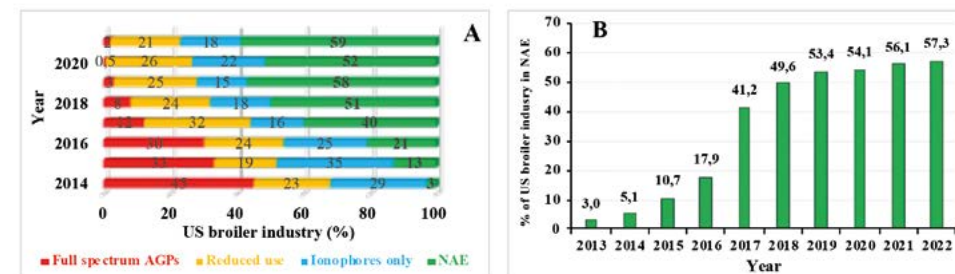 A
21 18 59
2020 0,5 26 22 52
25 15 58
2018 8 24 18 51
12 32 16 40
2016 30 24 25 21
33 19 35 13
2014 45 23 29 3
Year
0 20 40 60 80 100
US broiler industry (%)
Full spectrum AGPs Reduced use Ionophores only NAE
B
% of US broiler indusry in NAE
70
60
50
40
30
20
10
0
3,0 5,1 10,7 17,9 41,2 49,6 53,4 54,1 56,1 57,3
2013 2014 2015 2016 2017 2018 2019 2020 2021 2022
Year